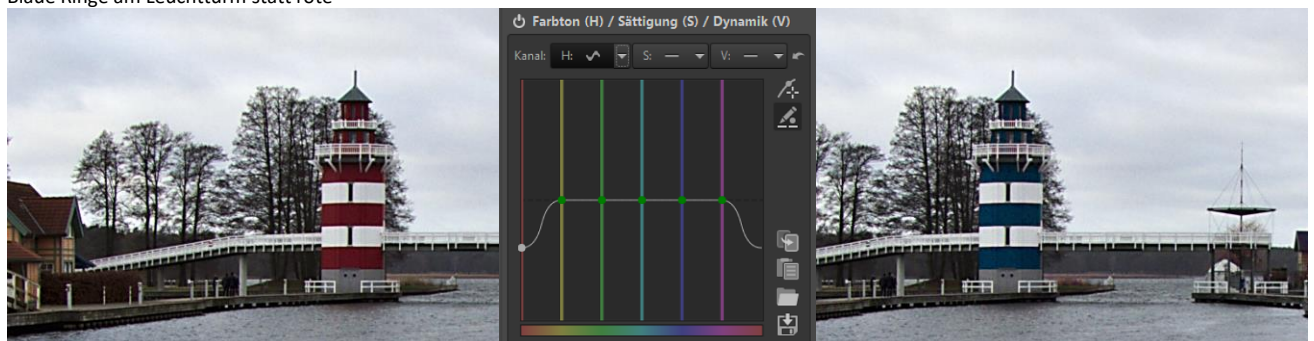 Blaue Ringe am Leuchtturm statt rote
Farbton (H) / Sättigung (S) / Dynamik (V)
Kanal: H: S: V: